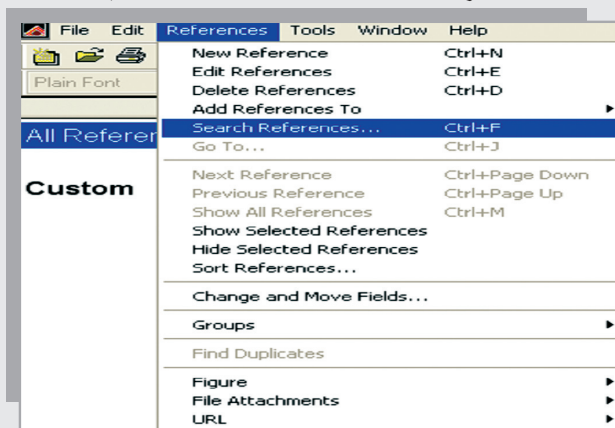 File Edit References Tools Window Help
New Reference Ctrl+N
Plain Font
Edit References Ctrl+E
Delete References Ctrl+D
Add References To
All Referen
Search References... Ctrl+F
Go To... Ctrl+J
Custom
Next Reference Ctrl+Page Down
Previous Reference Ctrl+Page Up
Show All References Ctrl+M
Show Selected References
Hide Selected References
Sort References...
Change and Move Fields...
Groups
Find Duplicates
Figure
File Attachments
URL